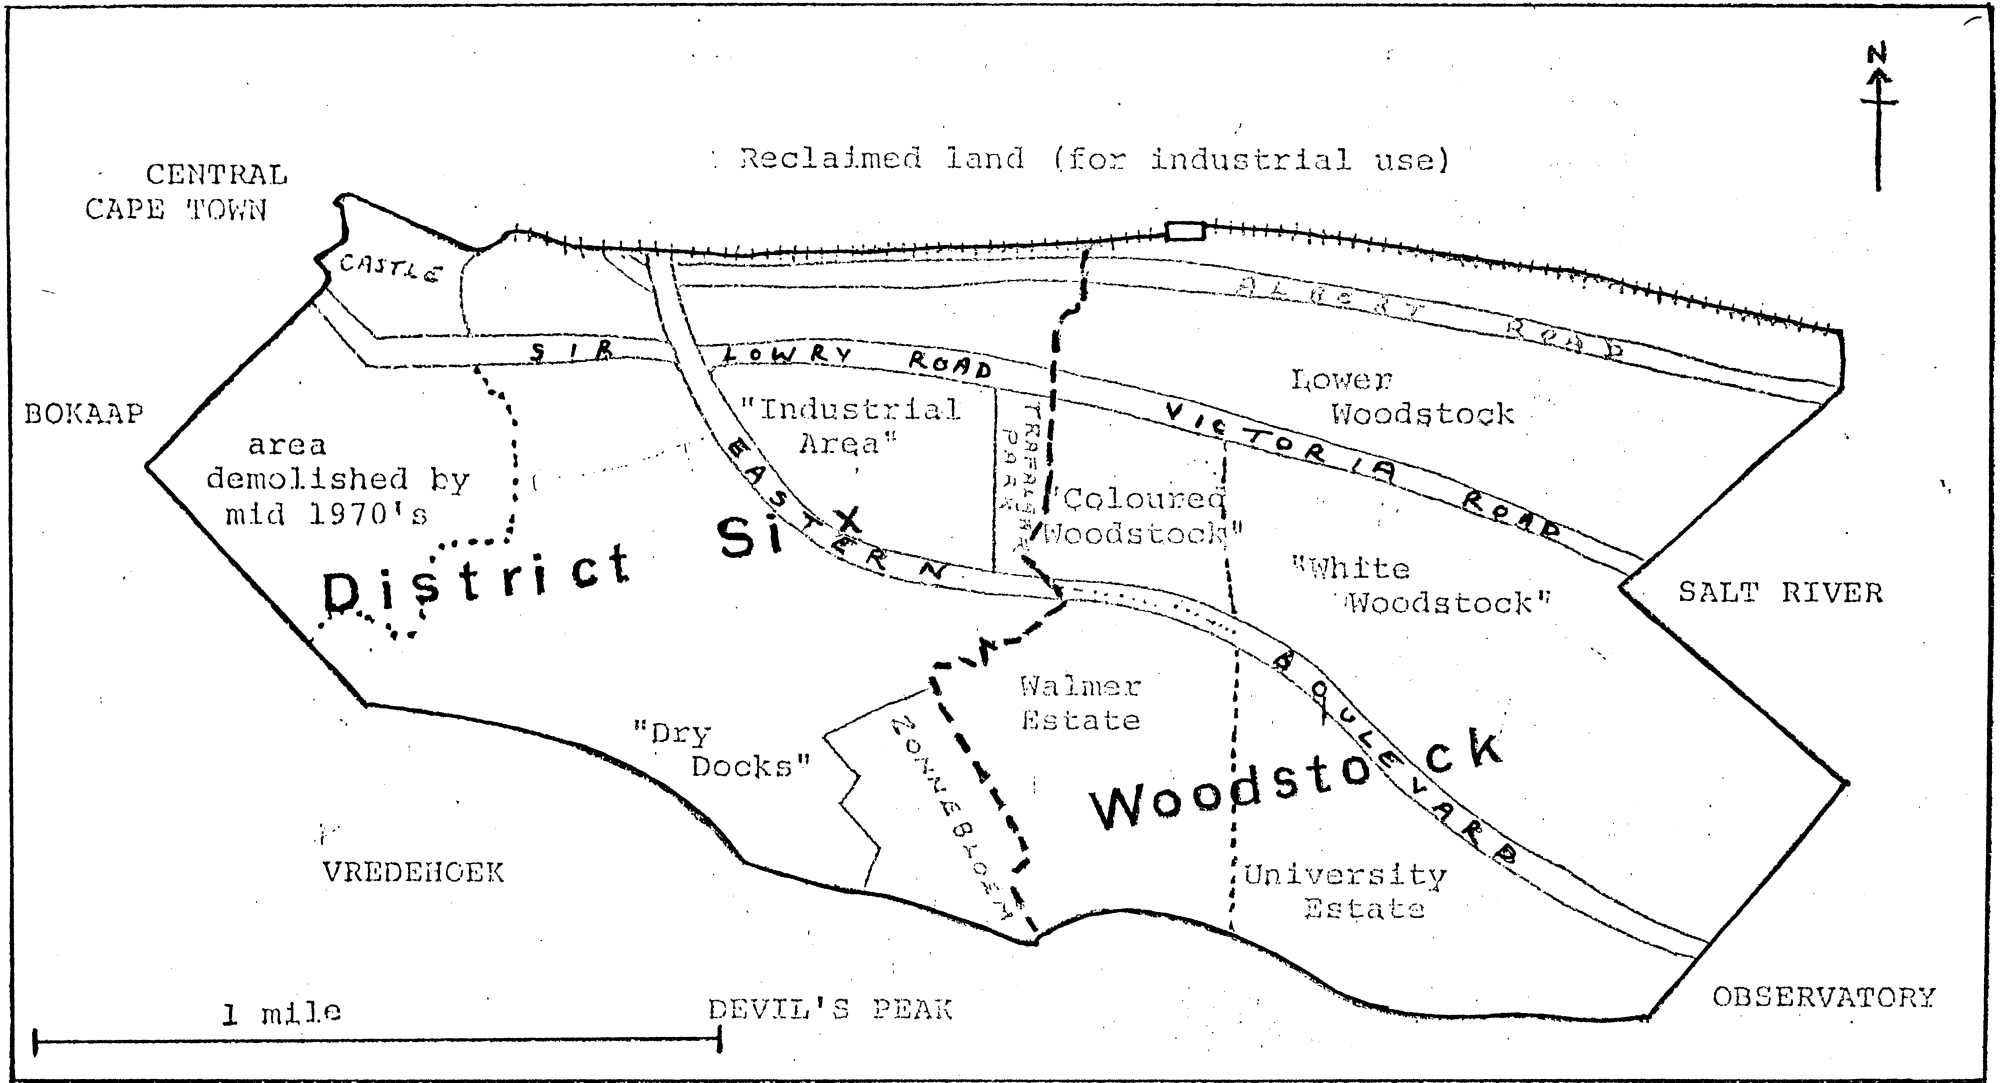 N
Reclaimed land (for industrial use)
CENTRAL
CAPE TOWN
CASTLE
ALBERT ROAD
SIR LOWRY ROAD
VICTORIA ROAD
Lower
Woodstock
BOKAAP
area
demolished by
mid 1970's
"Industrial
Area"
TRAFALGAR
PARK
"Coloured
Woodstock"
"White
Woodstock"
SALT RIVER
District Six
EASTERN BOULEVARD
Walmer
Estate
"Dry
Docks"
ZONNEBLOEM
Woodstock
University
Estate
VREDEHOEK
DEVIL'S PEAK
OBSERVATORY
1 mile